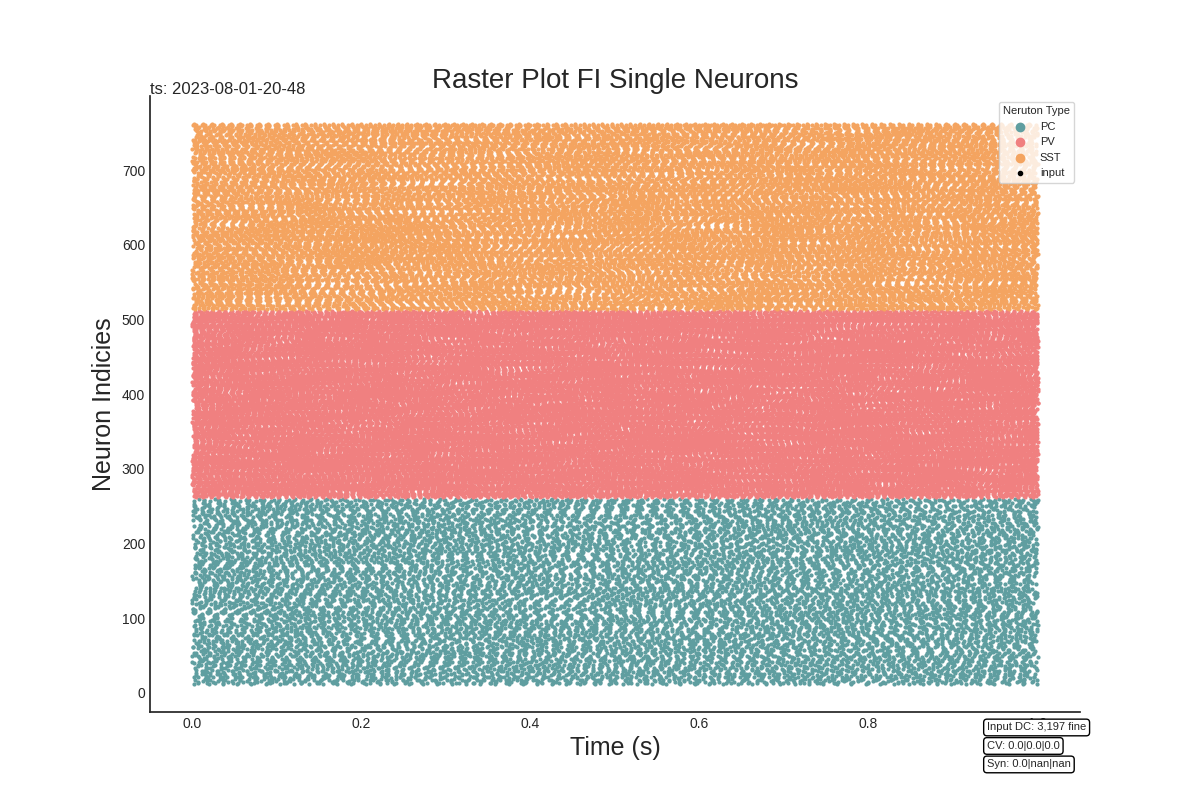 Raster Plot FI Single Neurons
ts: 2023-08-01-20-48
Neruton Type
PC
PV
SST
input
700
600
500
400
300
200
100
0
Neuron Indicies
0.0 0.2 0.4 0.6 0.8
Time (s)
Input DC: 3,197 fine
CV: 0.0|0.0|0.0
Syn: 0.0|nan|nan